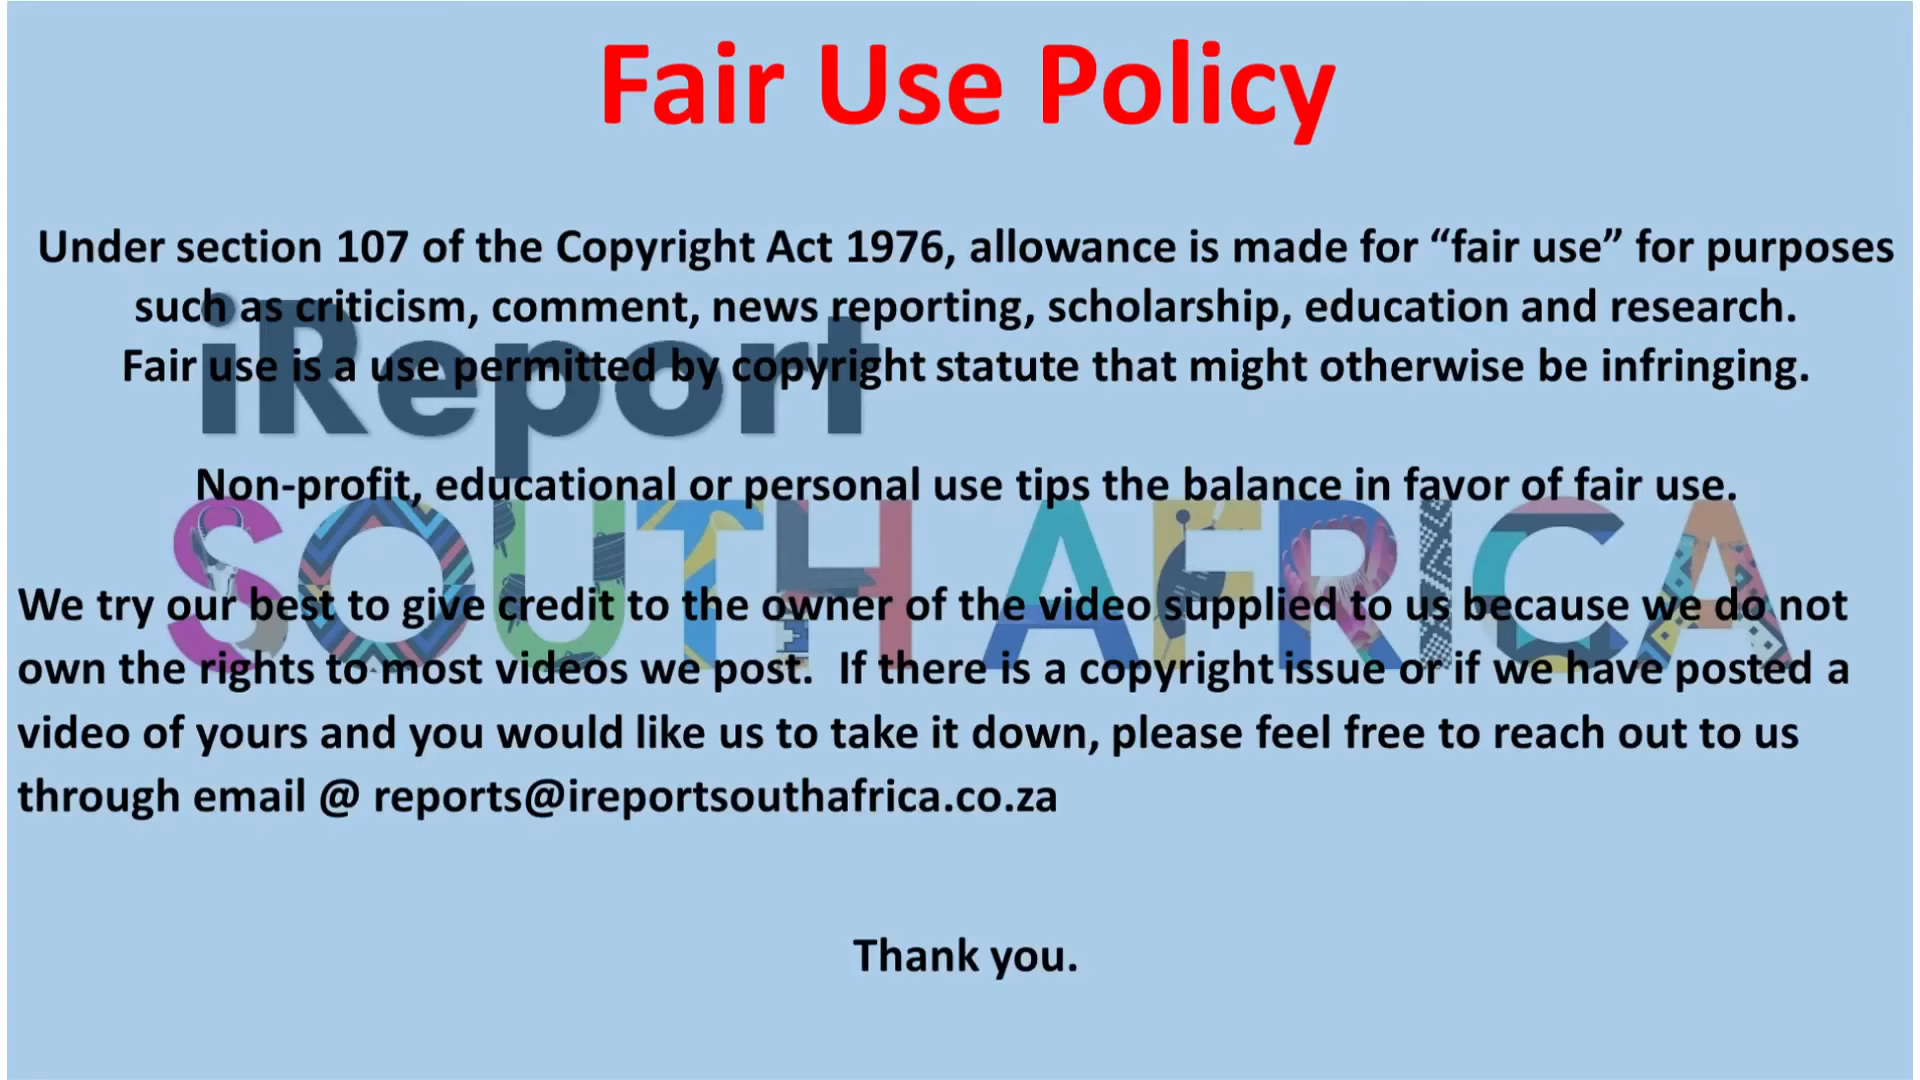 Fair Use Policy
Under section 107 of the Copyright Act 1976, allowance is made for “fair use” for purposes
such as criticism, comment, news reporting, scholarship, education and research.
Fair use is a use permitted by copyright statute that might otherwise be infringing.
iReport
Non-profit, educational or personal use tips the balance in favor of fair use.
SOUTH AFRICA
We try our best to give credit to the owner of the video supplied to us because we do not
own the rights to most videos we post. If there is a copyright issue or if we have posted a
video of yours and you would like us to take it down, please feel free to reach out to us
through email @ reports@ireportsouthafrica.co.za
Thank you.